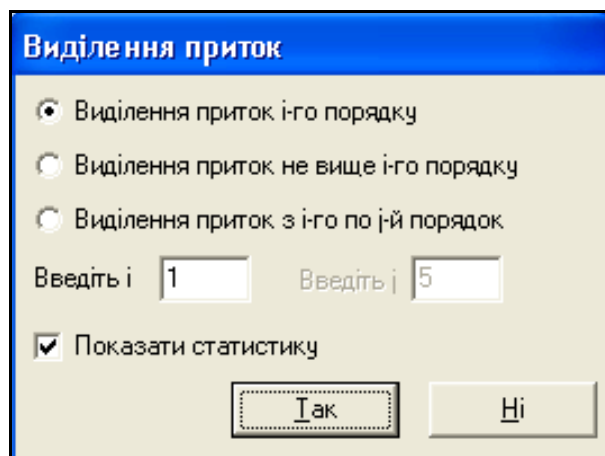 Виділення приток
Виділення приток і-го порядку
Виділення приток не вище і-го порядку
Виділення приток з і-го по j-й порядок
Введіть і 1 Введіть j 5
Показати статистику
Так Ні